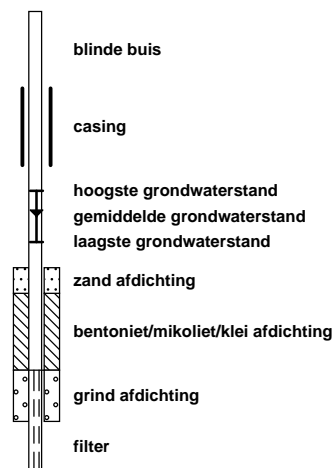 blinde buis
casing
hoogste grondwaterstand
gemiddelde grondwaterstand
laagste grondwaterstand
zand afdichting
bentoniet/mikoliet/klei afdichting
grind afdichting
filter